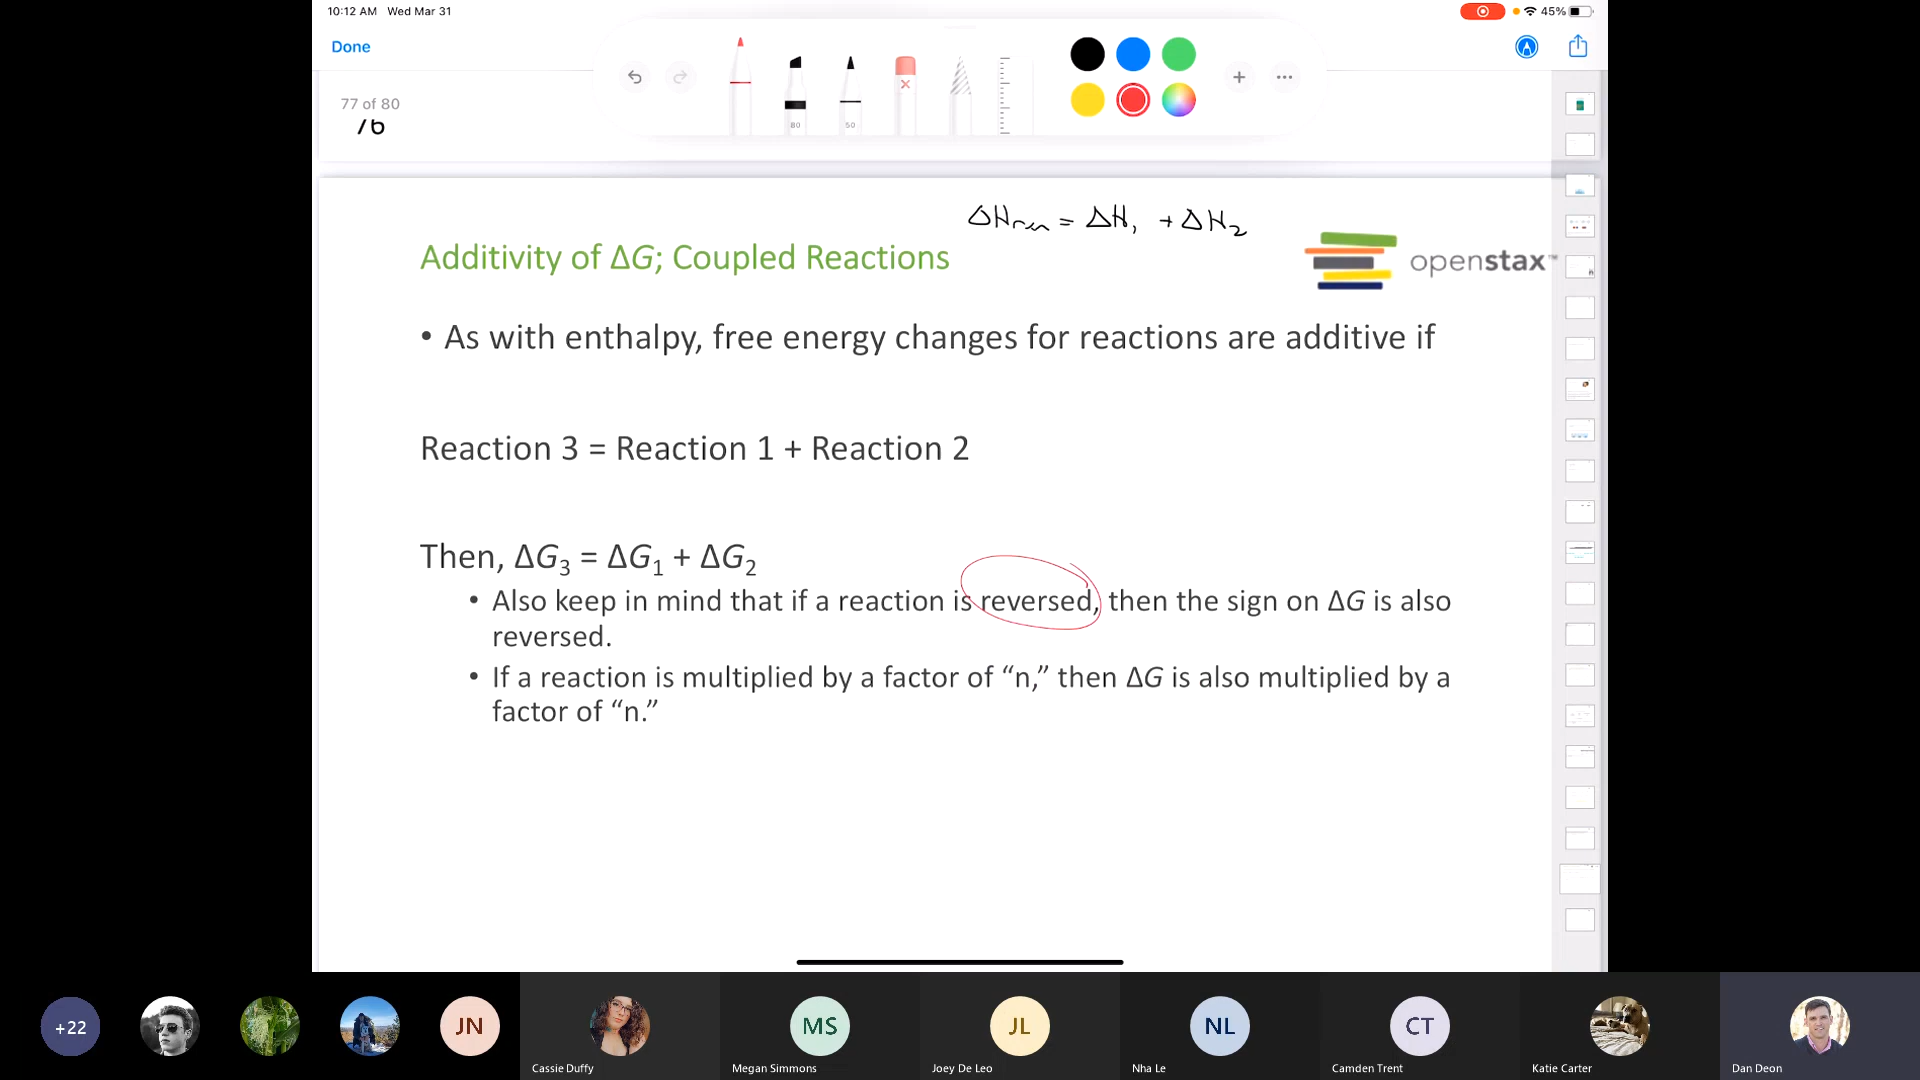 10:12 AM Wed Mar 31
45%
Done
77 of 80
16
80
50
ΔHrxn = ΔH1 + ΔH2
Additivity of ΔG; Coupled Reactions
openstax™
• As with enthalpy, free energy changes for reactions are additive if
Reaction 3 = Reaction 1 + Reaction 2
Then, ΔG3 = ΔG1 + ΔG2
• Also keep in mind that if a reaction is reversed, then the sign on ΔG is also
reversed.
• If a reaction is multiplied by a factor of “n,” then ΔG is also multiplied by a
factor of “n.”
+22
JN
MS
JL
NL
CT
Cassie Duffy
Megan Simmons
Joey De Leo
Nha Le
Camden Trent
Katie Carter
Dan Deon